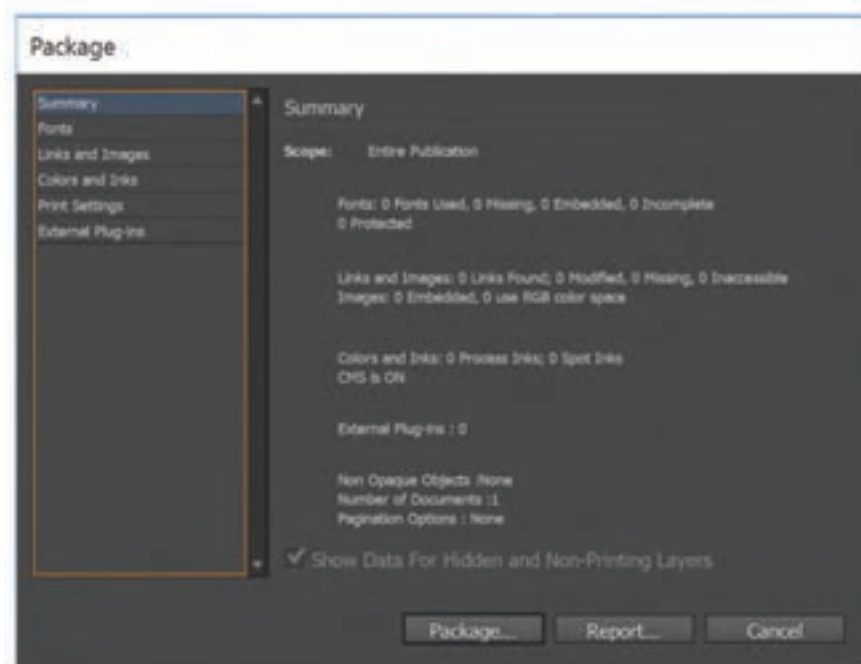 Package
Summary
Fonts
Links and Images
Colors and Inks
Print Settings
External Plug-ins
Summary
Scope: Entire Publication
Fonts: 0 Fonts Used, 0 Missing, 0 Embedded, 0 Incomplete
0 Protected
Links and Images: 0 Links Found; 0 Modified, 0 Missing, 0 Inaccessible
Images: 0 Embedded, 0 use RGB color space
Colors and Inks: 0 Process Inks; 0 Spot Inks
CMS is ON
External Plug-ins : 0
Non Opaque Objects :None
Number of Documents :1
Pagination Options : None
Show Data For Hidden and Non-Printing Layers
Package... Report... Cancel